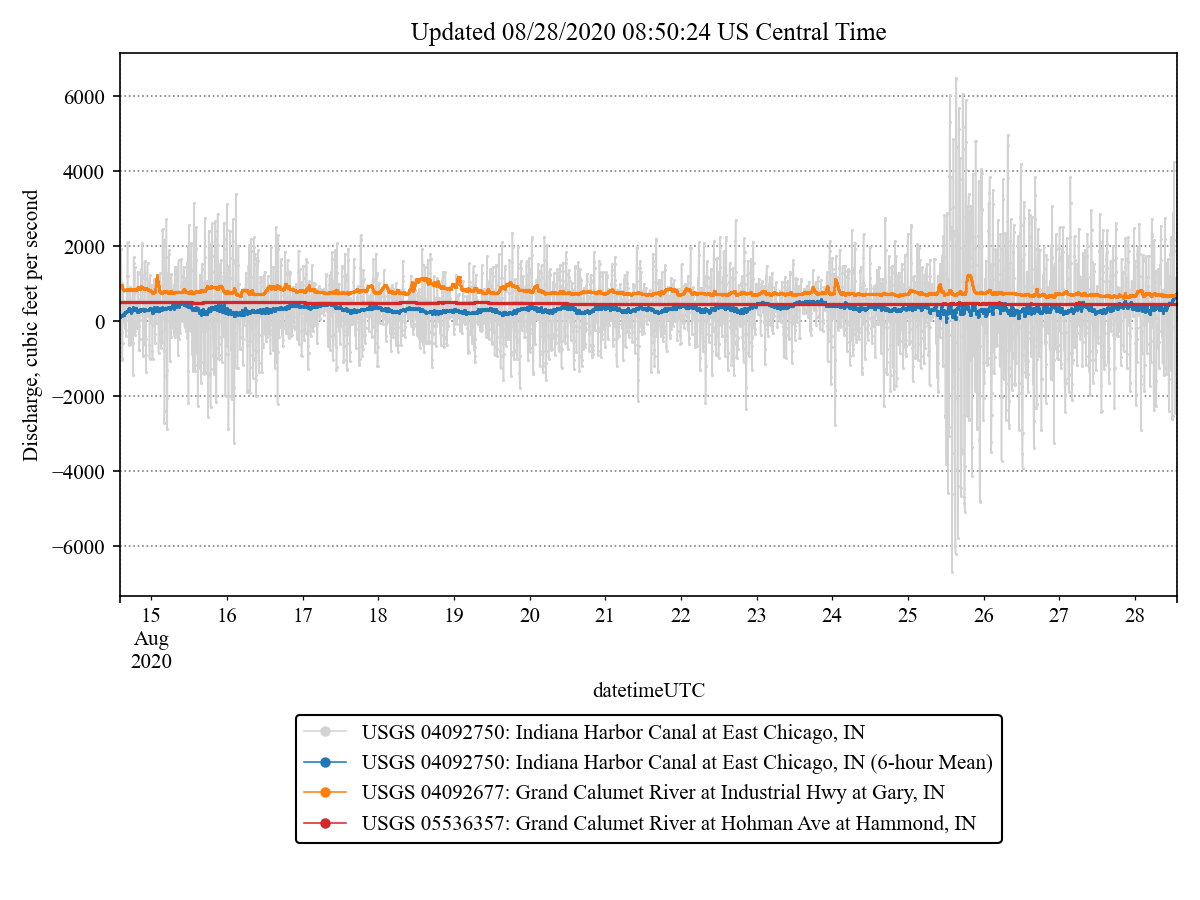 Updated 08/28/2020 08:50:24 US Central Time
Discharge, cubic feet per second
6000
4000
2000
0
−2000
−4000
−6000
15 16 17 18 19 20 21 22 23 24 25 26 27 28
Aug
2020
datetimeUTC
USGS 04092750: Indiana Harbor Canal at East Chicago, IN
USGS 04092750: Indiana Harbor Canal at East Chicago, IN (6-hour Mean)
USGS 04092677: Grand Calumet River at Industrial Hwy at Gary, IN
USGS 05536357: Grand Calumet River at Hohman Ave at Hammond, IN